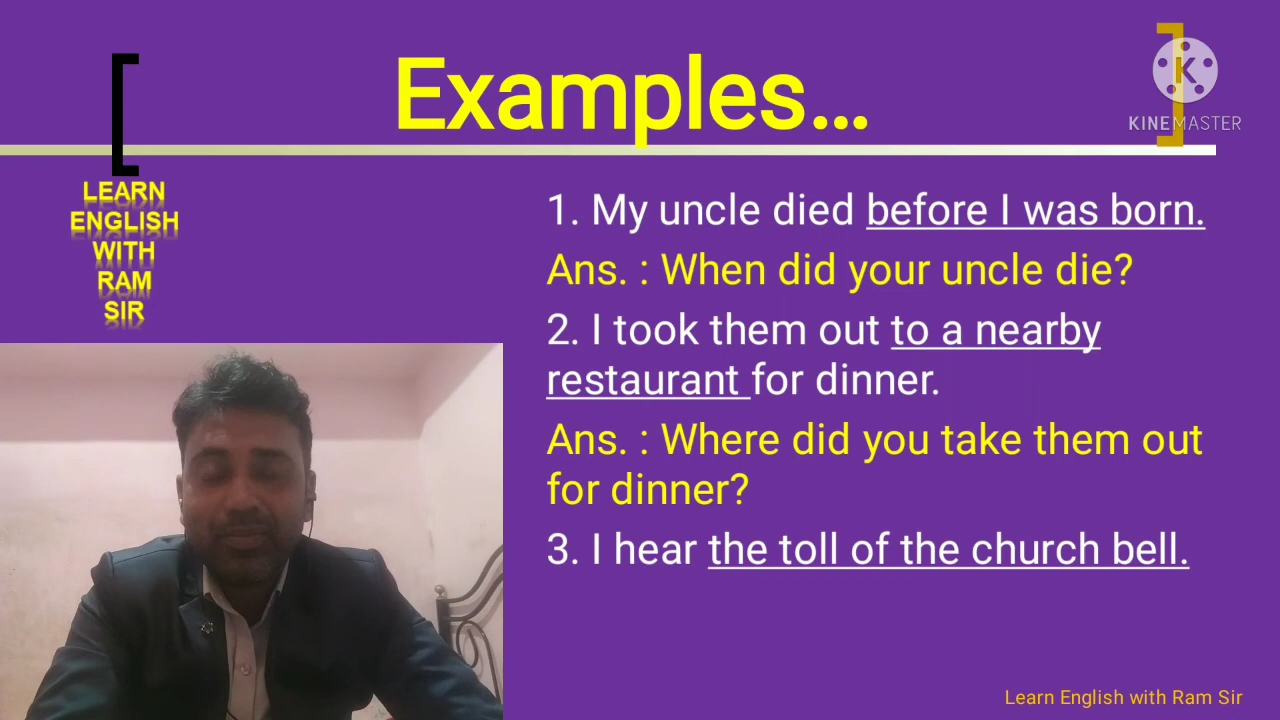 Examples...
KINEMASTER
LEARN
ENGLISH
WITH
RAM
SIR
1. My uncle died before I was born.
Ans. : When did your uncle die?
2. I took them out to a nearby
restaurant for dinner.
Ans. : Where did you take them out
for dinner?
3. I hear the toll of the church bell.
Learn English with Ram Sir